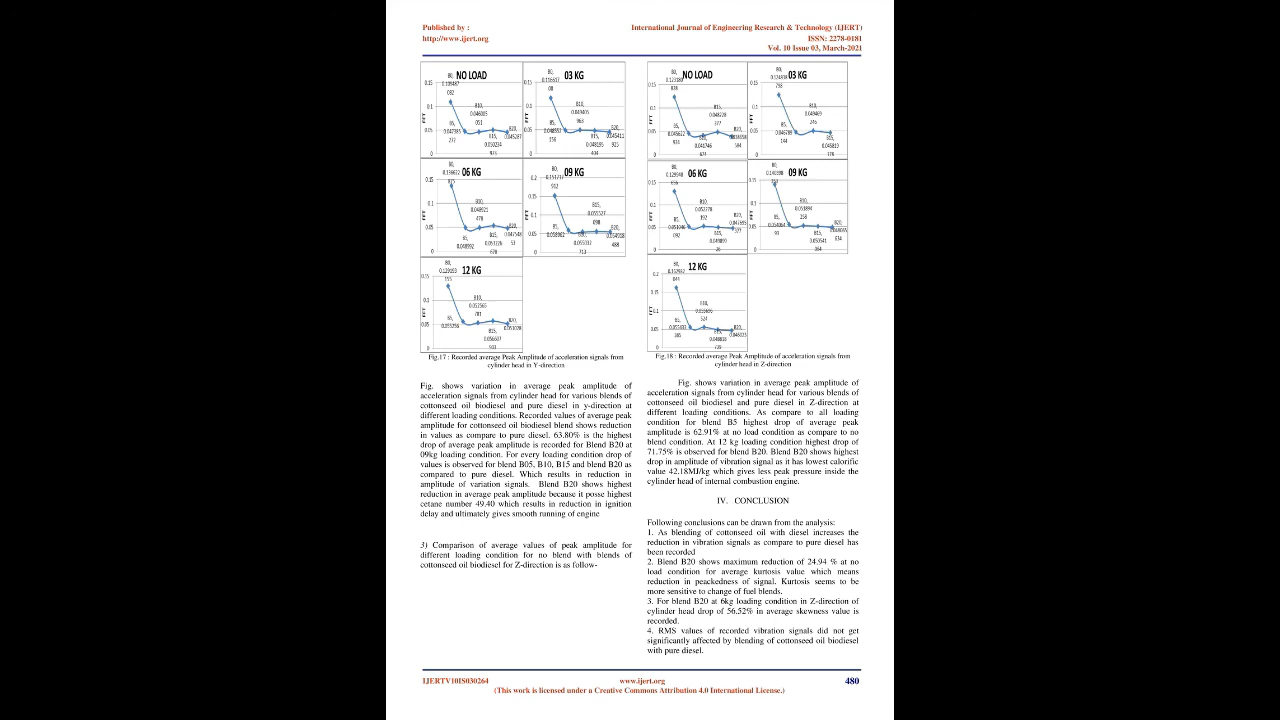 Published by :
http://www.ijert.org
International Journal of Engineering Research & Technology (IJERT)
ISSN: 2278-0181
Vol. 10 Issue 03, March-2021
NO LOAD
03 KG
06 KG
09 KG
12 KG
Fig.17 : Recorded average Peak Amplitude of acceleration signals from
cylinder head in Y-direction
Fig. shows variation in average peak amplitude of
acceleration signals from cylinder head for various blends of
cottonseed oil biodiesel and pure diesel in y-direction at
different loading conditions. Recorded values of average peak
amplitude for cottonseed oil biodiesel blend shows reduction
in values as compare to pure diesel. 63.80% is the highest
drop of average peak amplitude is recorded for Blend B20 at
09kg loading condition. For every loading condition drop of
values is observed for blend B05, B10, B15 and blend B20 as
compared to pure diesel. Which results in reduction in
amplitude of variation signals. Blend B20 shows highest
reduction in average peak amplitude because it posse highest
cetane number 49.40 which results in reduction in ignition
delay and ultimately gives smooth running of engine
3) Comparison of average values of peak amplitude for
different loading condition for no blend with blends of
cottonseed oil biodiesel for Z-direction is as follow-
NO LOAD
03 KG
06 KG
09 KG
12 KG
Fig.18 : Recorded average Peak Amplitude of acceleration signals from
cylinder head in Z-direction
Fig. shows variation in average peak amplitude of
acceleration signals from cylinder head for various blends of
cottonseed oil biodiesel and pure diesel in Z-direction at
different loading conditions. As compare to all loading
condition for blend B5 highest drop of average peak
amplitude is 62.91% at no load condition as compare to no
blend condition. At 12 kg loading condition highest drop of
71.75% is observed for blend B20. Blend B20 shows highest
drop in amplitude of vibration signal as it has lowest calorific
value 42.18MJ/kg which gives less peak pressure inside the
cylinder head of internal combustion engine.
IV. CONCLUSION
Following conclusions can be drawn from the analysis:
1. As blending of cottonseed oil with diesel increases the
reduction in vibration signals as compare to pure diesel has
been recorded
2. Blend B20 shows maximum reduction of 24.94 % at no
load condition for average kurtosis value which means
reduction in peakedness of signal. Kurtosis seems to be
more sensitive to change of fuel blends.
3. For blend B20 at 6kg loading condition in Z-direction of
cylinder head drop of 56.52% in average skewness value is
recorded.
4. RMS values of recorded vibration signals did not get
significantly affected by blending of cottonseed oil biodiesel
with pure diesel.
IJERTV10IS030264
www.ijert.org
480
(This work is licensed under a Creative Commons Attribution 4.0 International License.)